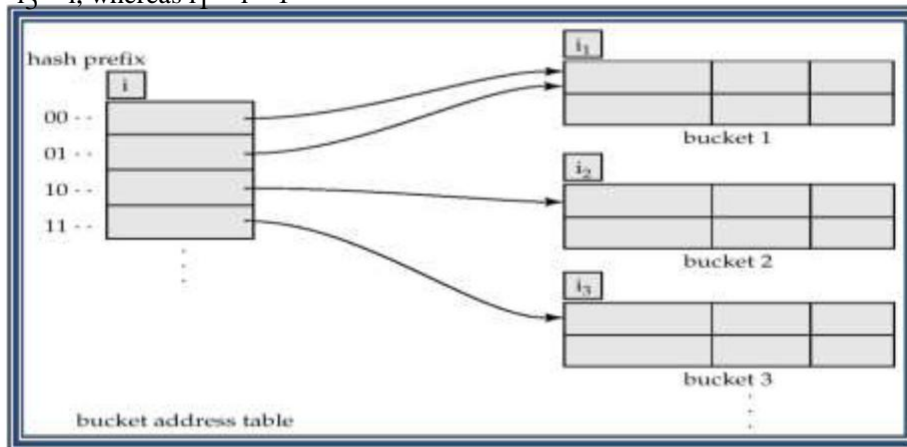 hash prefix
i
00 - -
01 - -
10 - -
11 - -
bucket address table
i₁
bucket 1
i₂
bucket 2
i₃
bucket 3